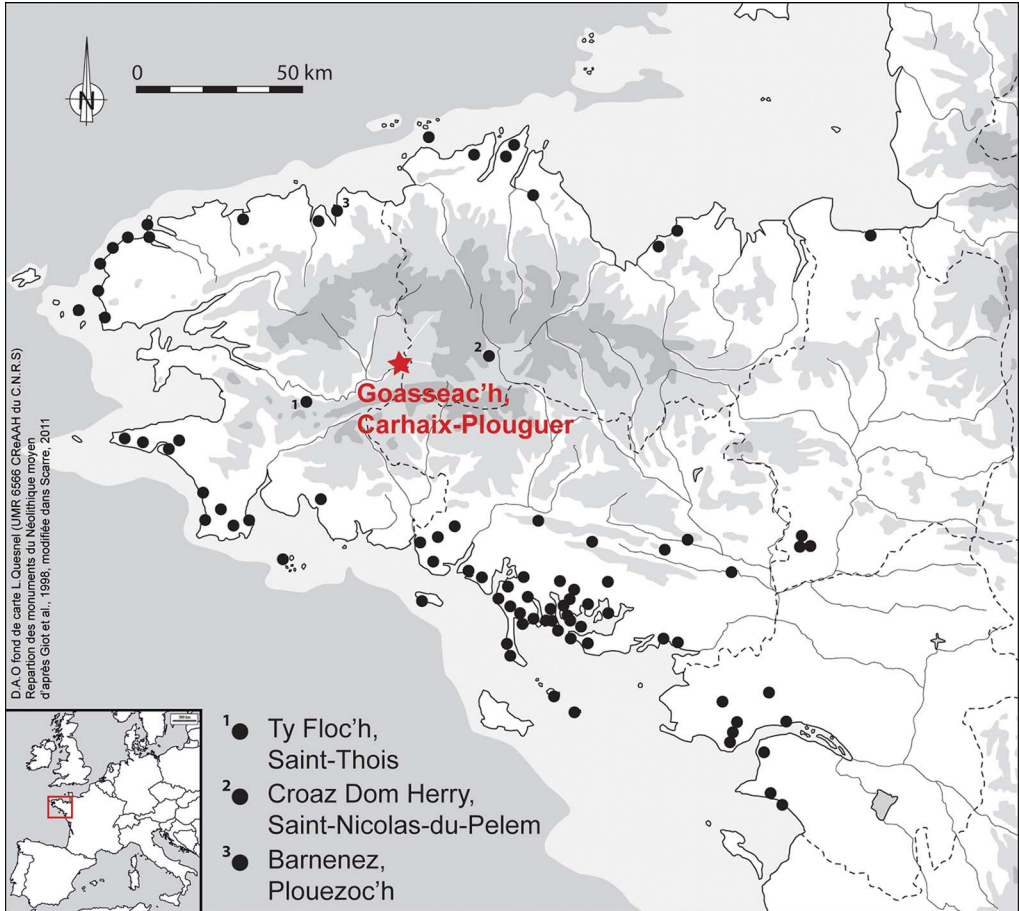 0 50 km
N
3
2
1
Goasseac'h,
Carhaix-Plouguer
D.A.O fond de carte L.Quesnel (UMR 6566 CReAAH du C.N.R.S)
Repartion des monuments du Néolithique moyen
d'après Giot et al., 1998, modifiée dans Scarre, 2011
1 Ty Floc'h,
Saint-Thois
2 Croaz Dom Herry,
Saint-Nicolas-du-Pelem
3 Barnenez,
Plouezoc'h